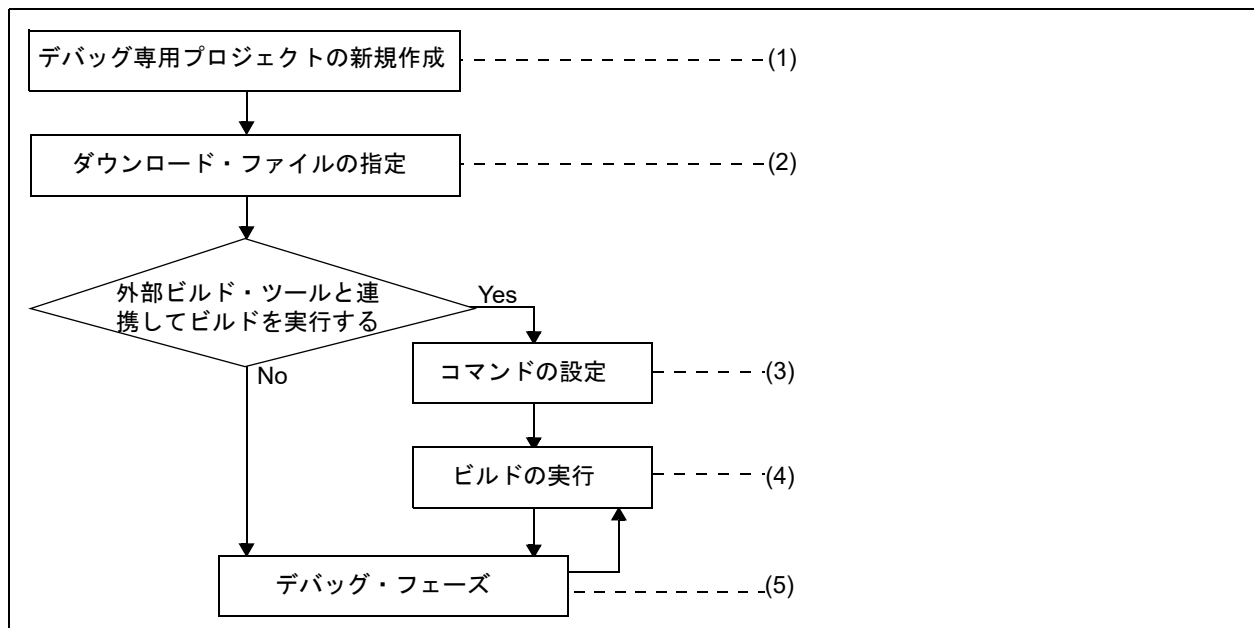 デバッグ専用プロジェクトの新規作成
(1)
ダウンロード・ファイルの指定
(2)
外部ビルド・ツールと連
携してビルドを実行する
Yes
No
コマンドの設定
(3)
ビルドの実行
(4)
デバッグ・フェーズ
(5)